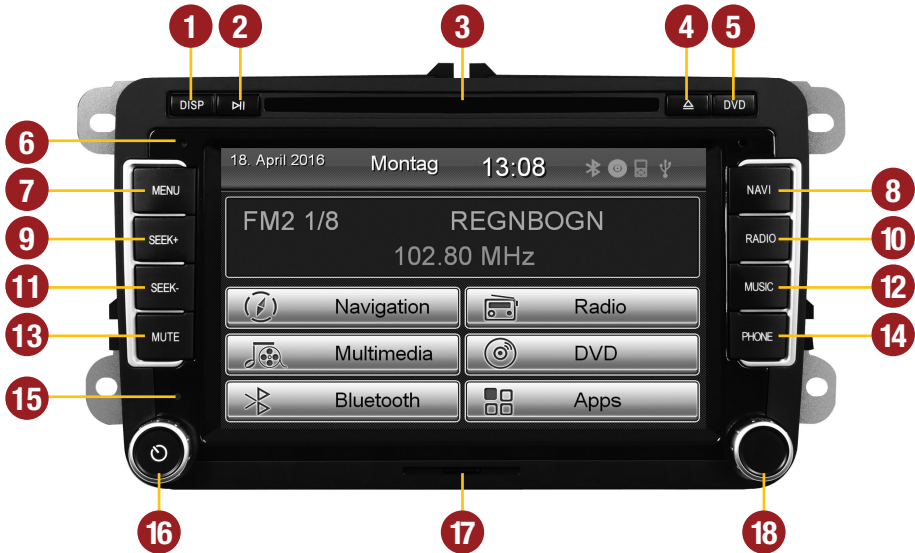 1 2 3 4 5
DISP DVD
6
18. April 2016 Montag 13:08
7 MENU NAVI 8
FM2 1/8 REGNBOGN
9 SEEK+ RADIO 10
102.80 MHz
11 SEEK- MUSIC 12
Navigation Radio
13 MUTE PHONE 14
Multimedia DVD
15
Bluetooth Apps
16 17 18